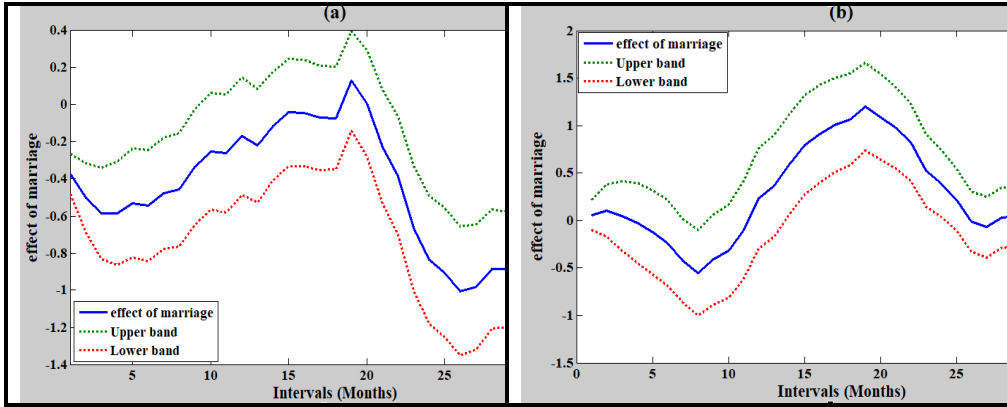 (a)
0.4
0.2
0
-0.2
-0.4
-0.6
-0.8
-1
-1.2
-1.4
effect of marriage
effect of marriage
Upper band
Lower band
5
10
15
20
25
Intervals (Months)
(b)
2
1.5
1
0.5
0
-0.5
-1
-1.5
effect of marriage
effect of marriage
Upper band
Lower band
0
5
10
15
20
25
Intervals (Months)